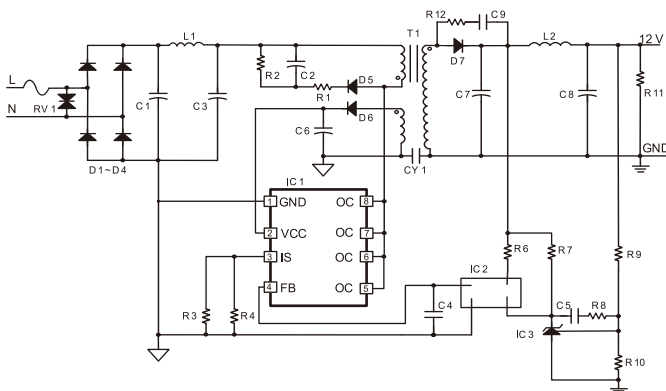 R12
C9
L1
T1
L2
12 V
D7
L
R2
C2
D5
R1
C1
C3
C7
C8
R11
RV1
D6
N
C6
GND
D1~D4
CY1
IC1
1 GND OC 8
2 VCC OC 7
3 IS OC 6
4 FB OC 5
R6
R7
R9
IC2
R3
R4
C4
C5
R8
IC3
R10